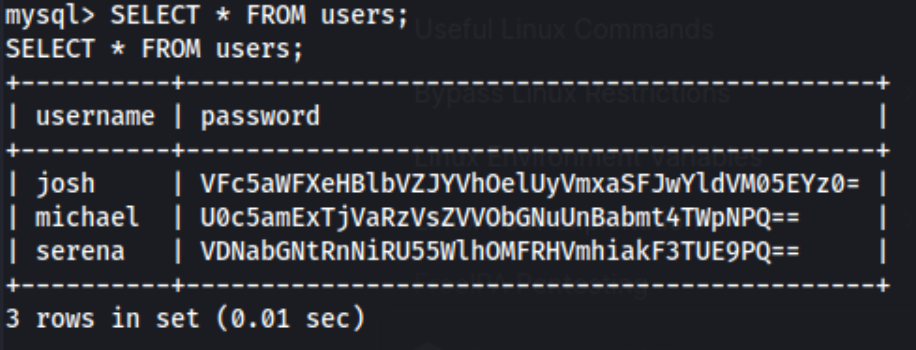 mysql> SELECT * FROM users;
Useful Linux Commands
SELECT * FROM users;
+----------+---------------------------------------------+
Bypass Linux Restrictions
| username | password                                    |
+----------+---------------------------------------------+
Linux Environment Variables
| josh     | VFc5aWFXeHBlbVZJYVhOelUyVmxaSFJwYldVM05EYz0= |
| michael  | U0c5amExTjVaRzVsZVVObGNuUnBabmt4TWpNPQ==     |
| serena   | VDNabGNtRnNiRU55WlhOMFRHVmhiakF3TUE9PQ==     |
+----------+---------------------------------------------+
3 rows in set (0.01 sec)